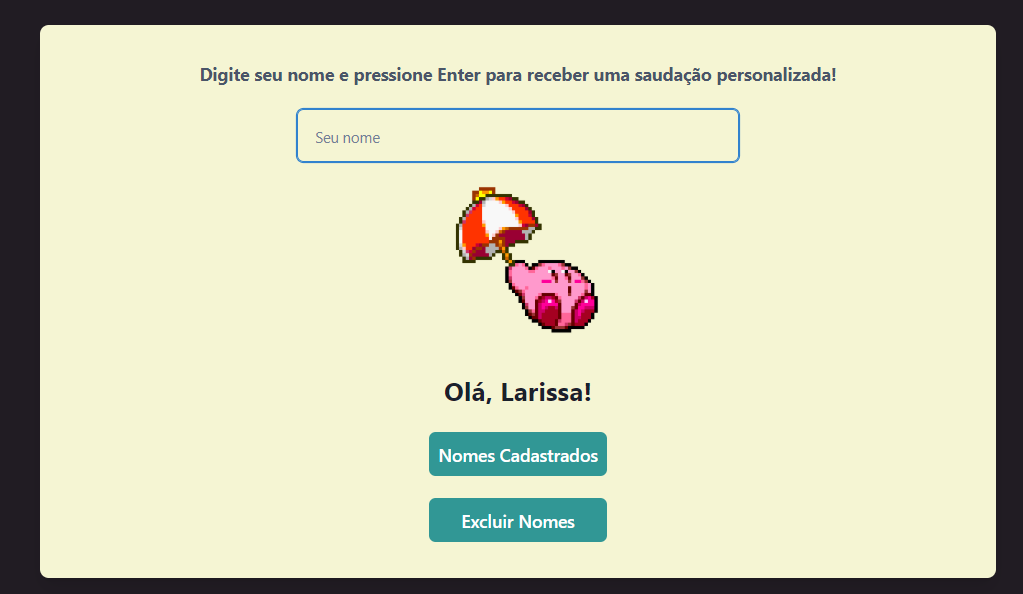 Digite seu nome e pressione Enter para receber uma saudação personalizada!
Seu nome
Olá, Larissa!
Nomes Cadastrados
Excluir Nomes